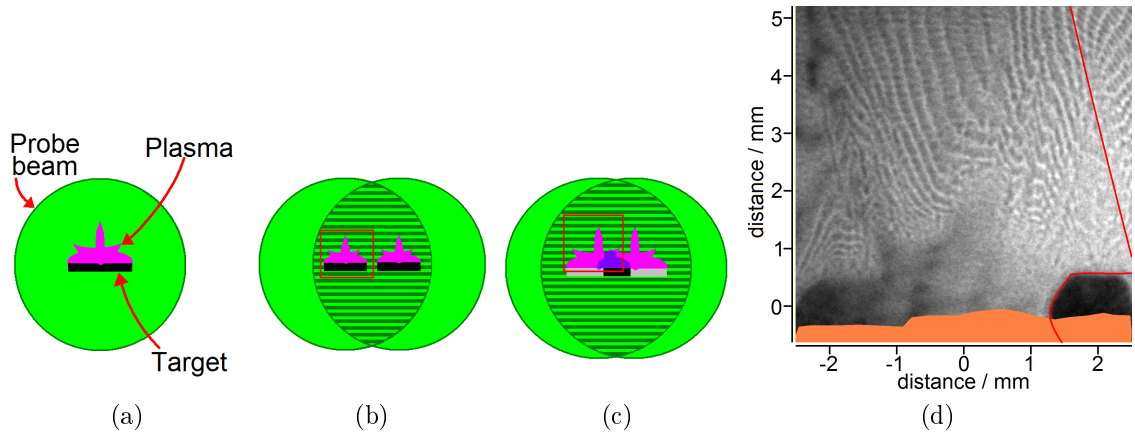 Probe
beam
Plasma
Target
(a)
(b)
(c)
distance / mm
5
4
3
2
1
0
-2
-1
0
1
2
distance / mm
(d)